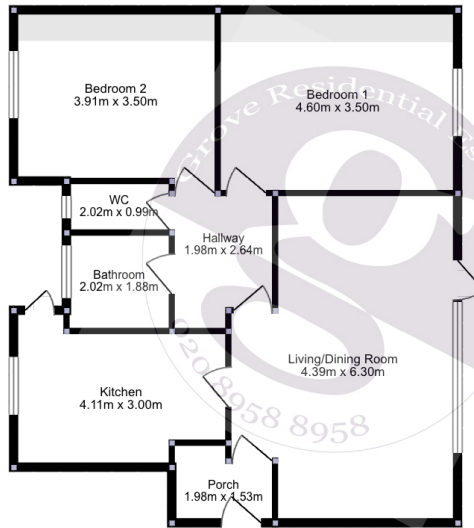 Bedroom 2
3.91m x 3.50m
Bedroom 1
4.60m x 3.50m
WC
2.02m x 0.99m
Hallway
1.98m x 2.64m
Bathroom
2.02m x 1.88m
Living/Dining Room
4.39m x 6.30m
Kitchen
4.11m x 3.00m
Porch
1.98m x 1.53m
Grove Residential
020 8958 8958